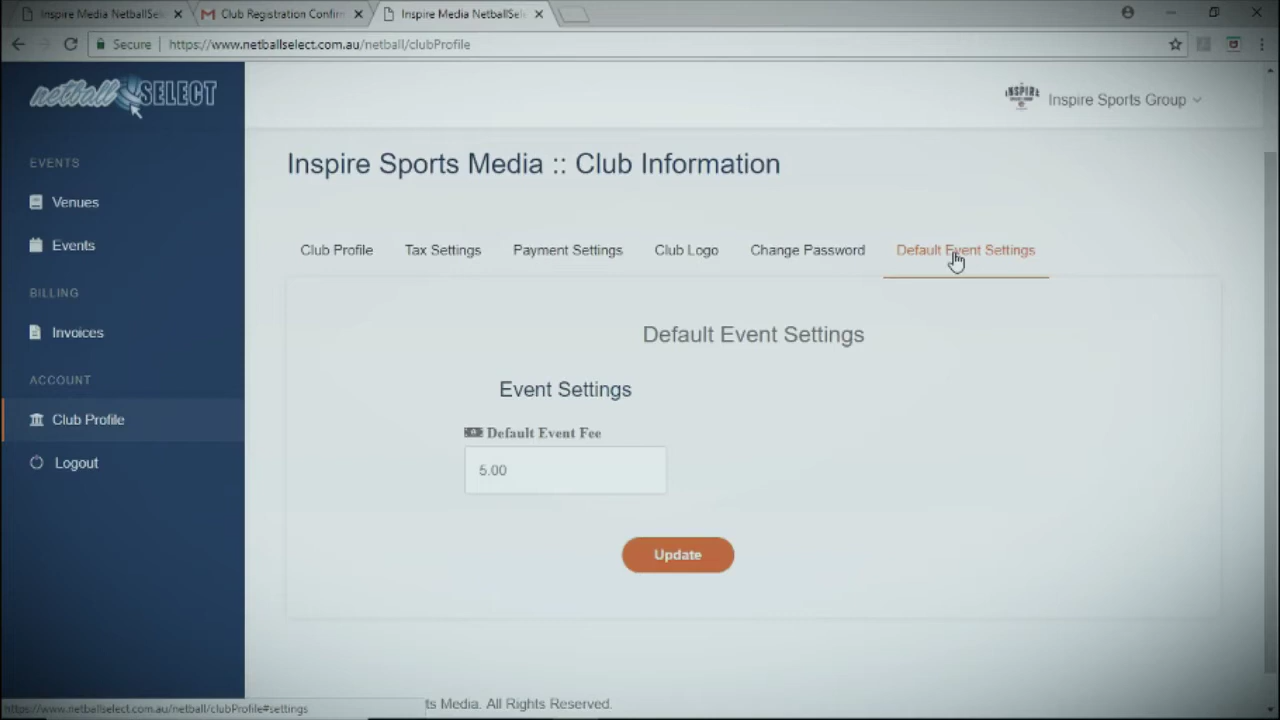 Inspire Media NetballSele
Club Registration Confirm
Inspire Media NetballSele
Secure
https://www.netballselect.com.au/netball/clubProfile
netball SELECT
INSPIRE
Inspire Sports Group
Inspire Sports Media :: Club Information
EVENTS
Venues
Events
BILLING
Invoices
ACCOUNT
Club Profile
Logout
Club Profile
Tax Settings
Payment Settings
Club Logo
Change Password
Default Event Settings
Default Event Settings
Event Settings
Default Event Fee
5.00
Update
ts Media. All Rights Reserved.
https://www.netballselect.com.au/netball/clubProfile#settings